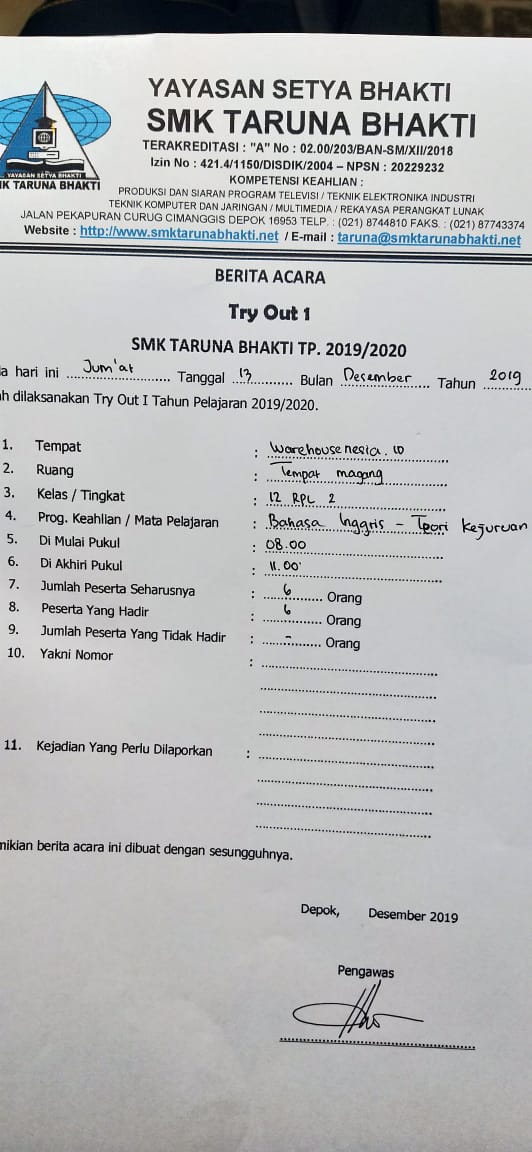 YAYASAN SETYA BHAKTI
SMK TARUNA BHAKTI
TERAKREDITASI : "A" No : 02.00/203/BAN-SM/XII/2018
Izin No : 421.4/1150/DISDIK/2004 – NPSN : 20229232
KOMPETENSI KEAHLIAN :
PRODUKSI DAN SIARAN PROGRAM TELEVISI / TEKNIK ELEKTRONIKA INDUSTRI
TEKNIK KOMPUTER DAN JARINGAN / MULTIMEDIA / REKAYASA PERANGKAT LUNAK
JALAN PEKAPURAN CURUG CIMANGGIS DEPOK 16953 TELP. : (021) 8744810 FAKS. : (021) 87743374
Website : http://www.smktarunabhakti.net / E-mail : taruna@smktarunabhakti.net
YAYASAN SETYA BHAKTI
K TARUNA BHAKTI
BERITA ACARA
Try Out 1
SMK TARUNA BHAKTI TP. 2019/2020
a hari ini Jum'at Tanggal 13 Bulan Desember Tahun 2019
h dilaksanakan Try Out I Tahun Pelajaran 2019/2020.
1. Tempat : Warehousenesia.ID
2. Ruang : Tempat magang
3. Kelas / Tingkat : 12 RPL 2
4. Prog. Keahlian / Mata Pelajaran : Bahasa Inggris - Teori Kejuruan
5. Di Mulai Pukul : 08.00
6. Di Akhiri Pukul : 11.00
7. Jumlah Peserta Seharusnya : 6 Orang
8. Peserta Yang Hadir : 6 Orang
9. Jumlah Peserta Yang Tidak Hadir : - Orang
10. Yakni Nomor :
11. Kejadian Yang Perlu Dilaporkan :
mikian berita acara ini dibuat dengan sesungguhnya.
Depok, Desember 2019
Pengawas